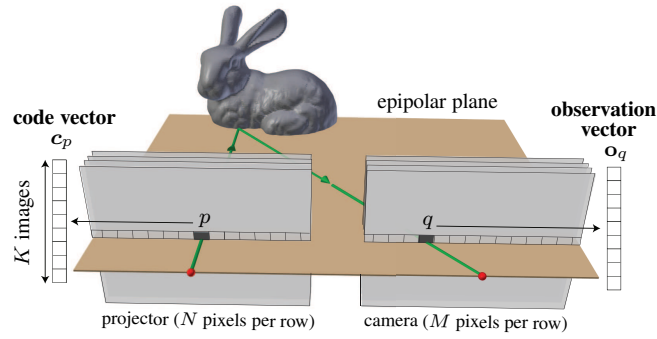 epipolar plane
code vector
c_p
observation
vector
o_q
K images
p
q
projector (N pixels per row)
camera (M pixels per row)